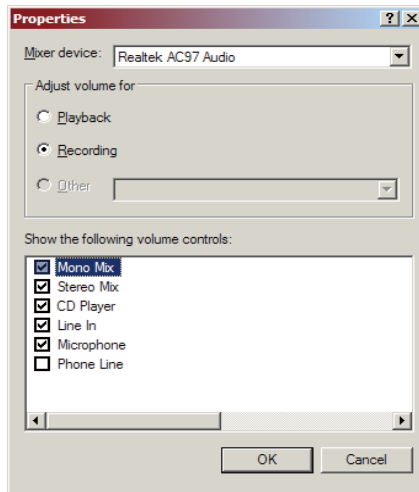 Properties
Mixer device: Realtek AC97 Audio
Adjust volume for
Playback
Recording
Other
Show the following volume controls:
Mono Mix
Stereo Mix
CD Player
Line In
Microphone
Phone Line
OK Cancel